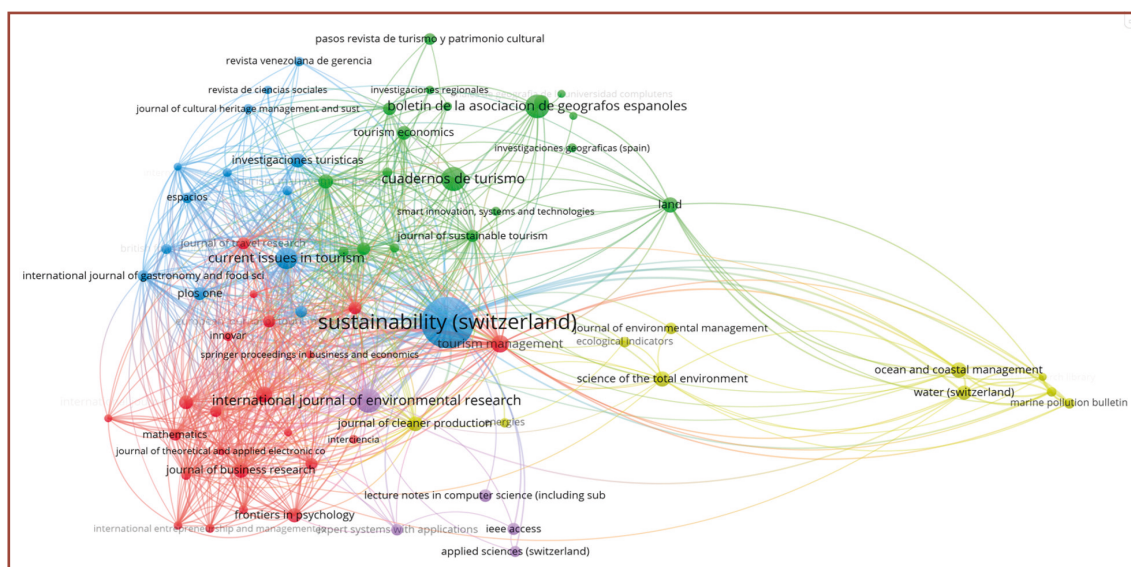 pasos revista de turismo y patrimonio cultural
revista venezolana de gerencia
revista de ciencias sociales
investigaciones regionales
journal of cultural heritage management and sust
boletin de la asociacion de geografos espanoles
tourism economics
investigaciones geograficas (spain)
investigaciones turisticas
cuadernos de turismo
espacios
smart innovation, systems and technologies
land
journal of sustainable tourism
journal of travel research
current issues in tourism
international journal of gastronomy and food sci
plos one
sustainability (switzerland)
journal of environmental management
innovar
tourism management
ecological indicators
springer proceedings in business and economics
ocean and coastal management
science of the total environment
water (switzerland)
marine pollution bulletin
international journal of environmental research
journal of cleaner production
energies
mathematics
interciencia
journal of theoretical and applied electronic co
journal of business research
lecture notes in computer science (including sub
frontiers in psychology
international entrepreneurship and management
expert systems with applications
ieee access
applied sciences (switzerland)